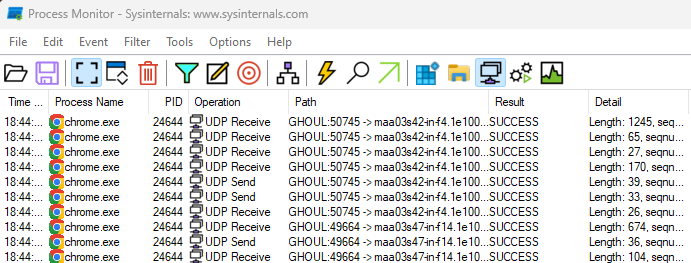 Process Monitor - Sysinternals: www.sysinternals.com
File Edit Event Filter Tools Options Help
Time ... Process Name PID Operation Path Result Detail
18:44:... chrome.exe 24644 UDP Receive GHOUL:50745 -> maa03s42-in-f4.1e100... SUCCESS Length: 1245, seq...
18:44:... chrome.exe 24644 UDP Receive GHOUL:50745 -> maa03s42-in-f4.1e100... SUCCESS Length: 65, seqnu...
18:44:... chrome.exe 24644 UDP Receive GHOUL:50745 -> maa03s42-in-f4.1e100... SUCCESS Length: 27, seqnu...
18:44:... chrome.exe 24644 UDP Receive GHOUL:50745 -> maa03s42-in-f4.1e100... SUCCESS Length: 170, seqn...
18:44:... chrome.exe 24644 UDP Send GHOUL:50745 -> maa03s42-in-f4.1e100... SUCCESS Length: 39, seqnu...
18:44:... chrome.exe 24644 UDP Send GHOUL:50745 -> maa03s42-in-f4.1e100... SUCCESS Length: 33, seqnu...
18:44:... chrome.exe 24644 UDP Receive GHOUL:50745 -> maa03s42-in-f4.1e100... SUCCESS Length: 26, seqnu...
18:44:... chrome.exe 24644 UDP Receive GHOUL:49664 -> maa03s47-in-f14.1e10... SUCCESS Length: 674, seqn...
18:44:... chrome.exe 24644 UDP Send GHOUL:49664 -> maa03s47-in-f14.1e10... SUCCESS Length: 36, seqnu...
18:44:... chrome.exe 24644 UDP Receive GHOUL:49664 -> maa03s47-in-f14.1e10... SUCCESS Length: 104, seqn...